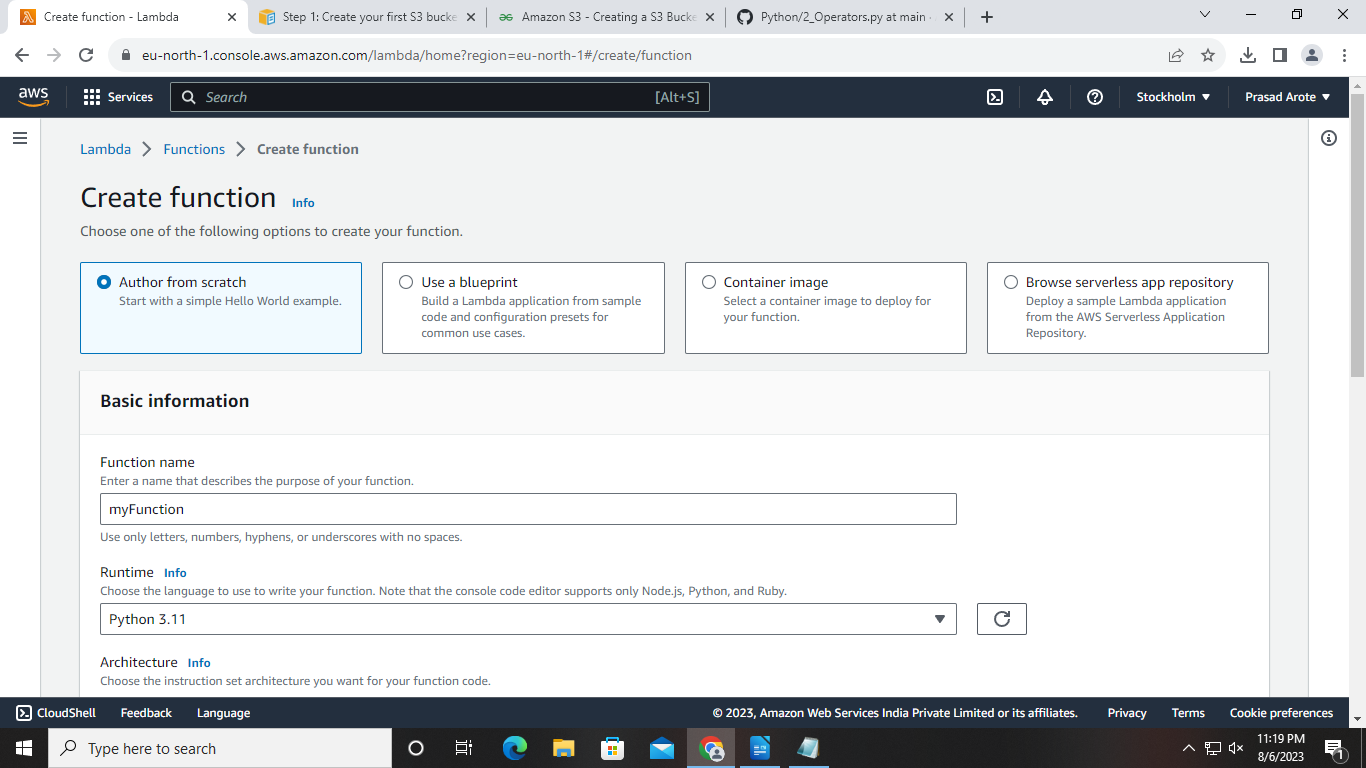 Create function - Lambda
Step 1: Create your first S3 bucke
Amazon S3 - Creating a S3 Bucke
Python/2_Operators.py at main
eu-north-1.console.aws.amazon.com/lambda/home?region=eu-north-1#/create/function
aws
Services
Search
[Alt+S]
Stockholm
Prasad Arote
Lambda
Functions
Create function
Create function
Info
Choose one of the following options to create your function.
Author from scratch
Start with a simple Hello World example.
Use a blueprint
Build a Lambda application from sample
code and configuration presets for
common use cases.
Container image
Select a container image to deploy for
your function.
Browse serverless app repository
Deploy a sample Lambda application
from the AWS Serverless Application
Repository.
Basic information
Function name
Enter a name that describes the purpose of your function.
myFunction
Use only letters, numbers, hyphens, or underscores with no spaces.
Runtime Info
Choose the language to use to write your function. Note that the console code editor supports only Node.js, Python, and Ruby.
Python 3.11
Architecture Info
Choose the instruction set architecture you want for your function code.
CloudShell
Feedback
Language
© 2023, Amazon Web Services India Private Limited or its affiliates.
Privacy
Terms
Cookie preferences
Type here to search
11:19 PM
8/6/2023
1